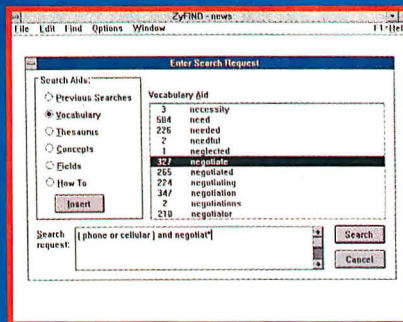 ZyFIND - news
File Edit Find Options Window F1=Help
Enter Search Request
Search Aids:
Previous Searches
Vocabulary
Thesaurus
Concepts
Fields
How To
Insert
Vocabulary Aid
3 necessity
504 need
226 needed
2 needful
1 neglected
327 negotiate
265 negotiated
224 negotiating
347 negotiation
2 negotiations
210 negotiator
Search request:
( phone or cellular ) and negotiat*
Search
Cancel